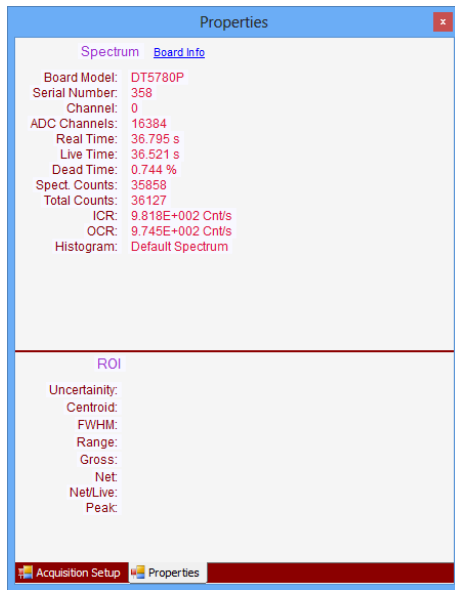 Properties
x
Spectrum Board Info
Board Model: DT5780P
Serial Number: 358
Channel: 0
ADC Channels: 16384
Real Time: 36.795 s
Live Time: 36.521 s
Dead Time: 0.744 %
Spect. Counts: 35858
Total Counts: 36127
ICR: 9.818E+002 Cnt/s
OCR: 9.745E+002 Cnt/s
Histogram: Default Spectrum
ROI
Uncertainity:
Centroid:
FWHM:
Range:
Gross:
Net:
Net/Live:
Peak:
Acquisition Setup Properties